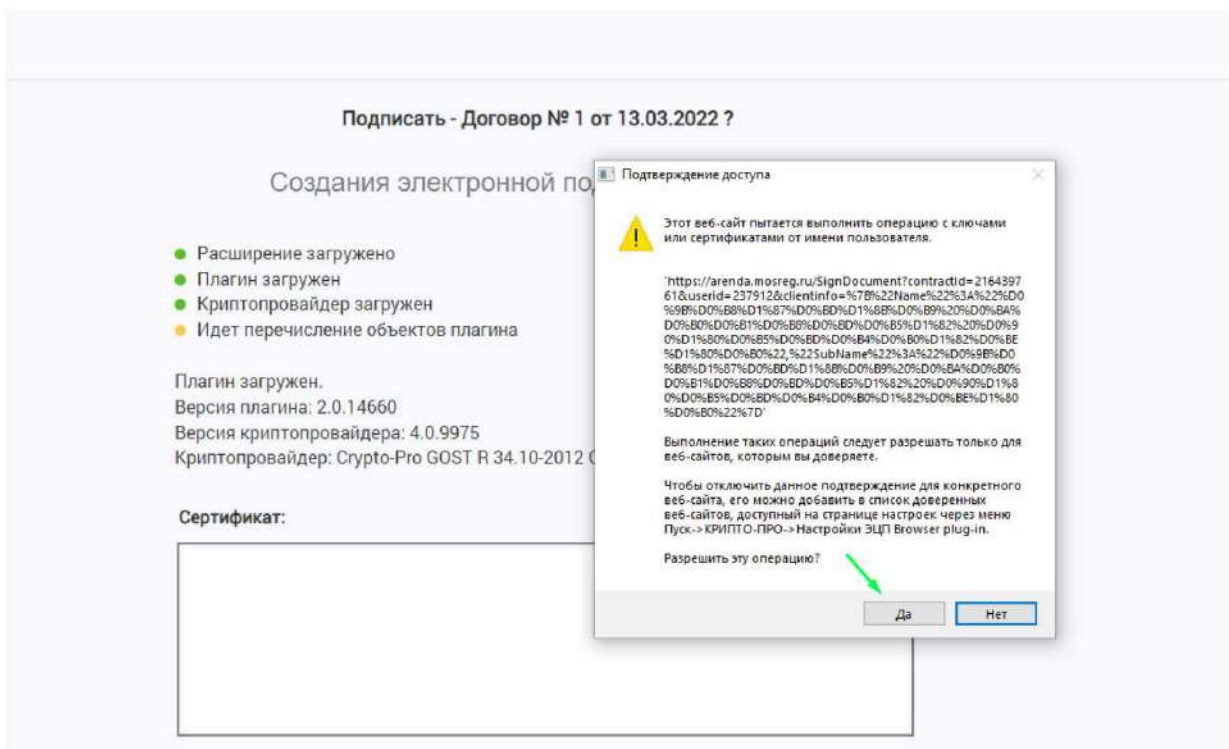 Подписать - Договор № 1 от 13.03.2022 ?
Создания электронной по
Расширение загружено
Плагин загружен
Криптопровайдер загружен
Идет перечисление объектов плагина
Плагин загружен.
Версия плагина: 2.0.14660
Версия криптопровайдера: 4.0.9975
Криптопровайдер: Crypto-Pro GOST R 34.10-2012
Сертификат:
Подтверждение доступа
Этот веб-сайт пытается выполнить операцию с ключами
или сертификатами от имени пользователя.
'https://arenda.mosreg.ru/SignDocument?contractId=2164397
61&userid=237912&clientinfo=%7B%22Name%22%3A%22%D0
%9B%D0%B8%D1%87%D0%BD%D1%8B%D0%B9%20%D0%BA%
D0%B0%D0%B1%D0%B8%D0%BD%D0%B5%D1%82%20%D0%9
0%D1%80%D0%B5%D0%BD%D0%B4%D0%B0%D1%82%D0%BE
%D1%80%D0%B0%22,%22SubName%22%3A%22%D0%9B%D0
%B8%D1%87%D0%BD%D1%8B%D0%B9%20%D0%BA%D0%B0%
D0%B1%D0%B8%D0%BD%D0%B5%D1%82%20%D0%90%D1%8
0%D0%B5%D0%BD%D0%B4%D0%B0%D1%82%D0%BE%D1%80
%D0%B0%22%7D'
Выполнение таких операций следует разрешать только для
веб-сайтов, которым вы доверяете.
Чтобы отключить данное подтверждение для конкретного
веб-сайта, его можно добавить в список доверенных
веб-сайтов, доступный на странице настроек через меню
Пуск->КРИПТО-ПРО->Настройки ЭЦП Browser plug-in.
Разрешить эту операцию?
Да
Нет